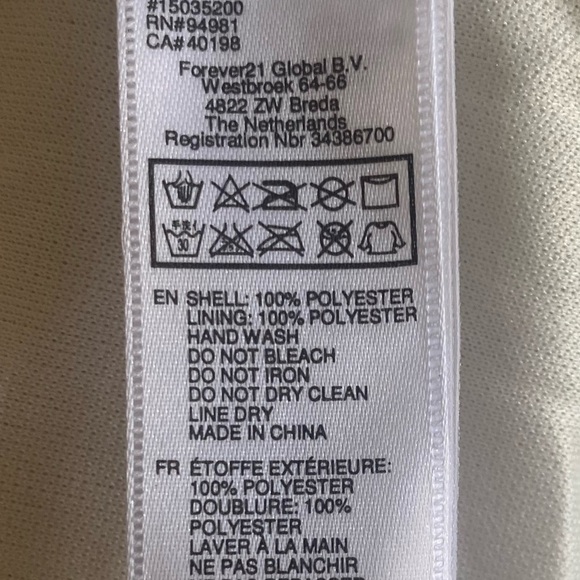 #15035200
RN#94981
CA#40198
Forever21 Global B.V.
Westbroek 64-66
4822 ZW Breda
The Netherlands
Registration Nbr 34386700
30
EN SHELL: 100% POLYESTER
LINING: 100% POLYESTER
HAND WASH
DO NOT BLEACH
DO NOT IRON
DO NOT DRY CLEAN
LINE DRY
MADE IN CHINA
FR ÉTOFFE EXTÉRIEURE:
100% POLYESTER
DOUBLURE: 100%
POLYESTER
LAVER À LA MAIN
NE PAS BLANCHIR